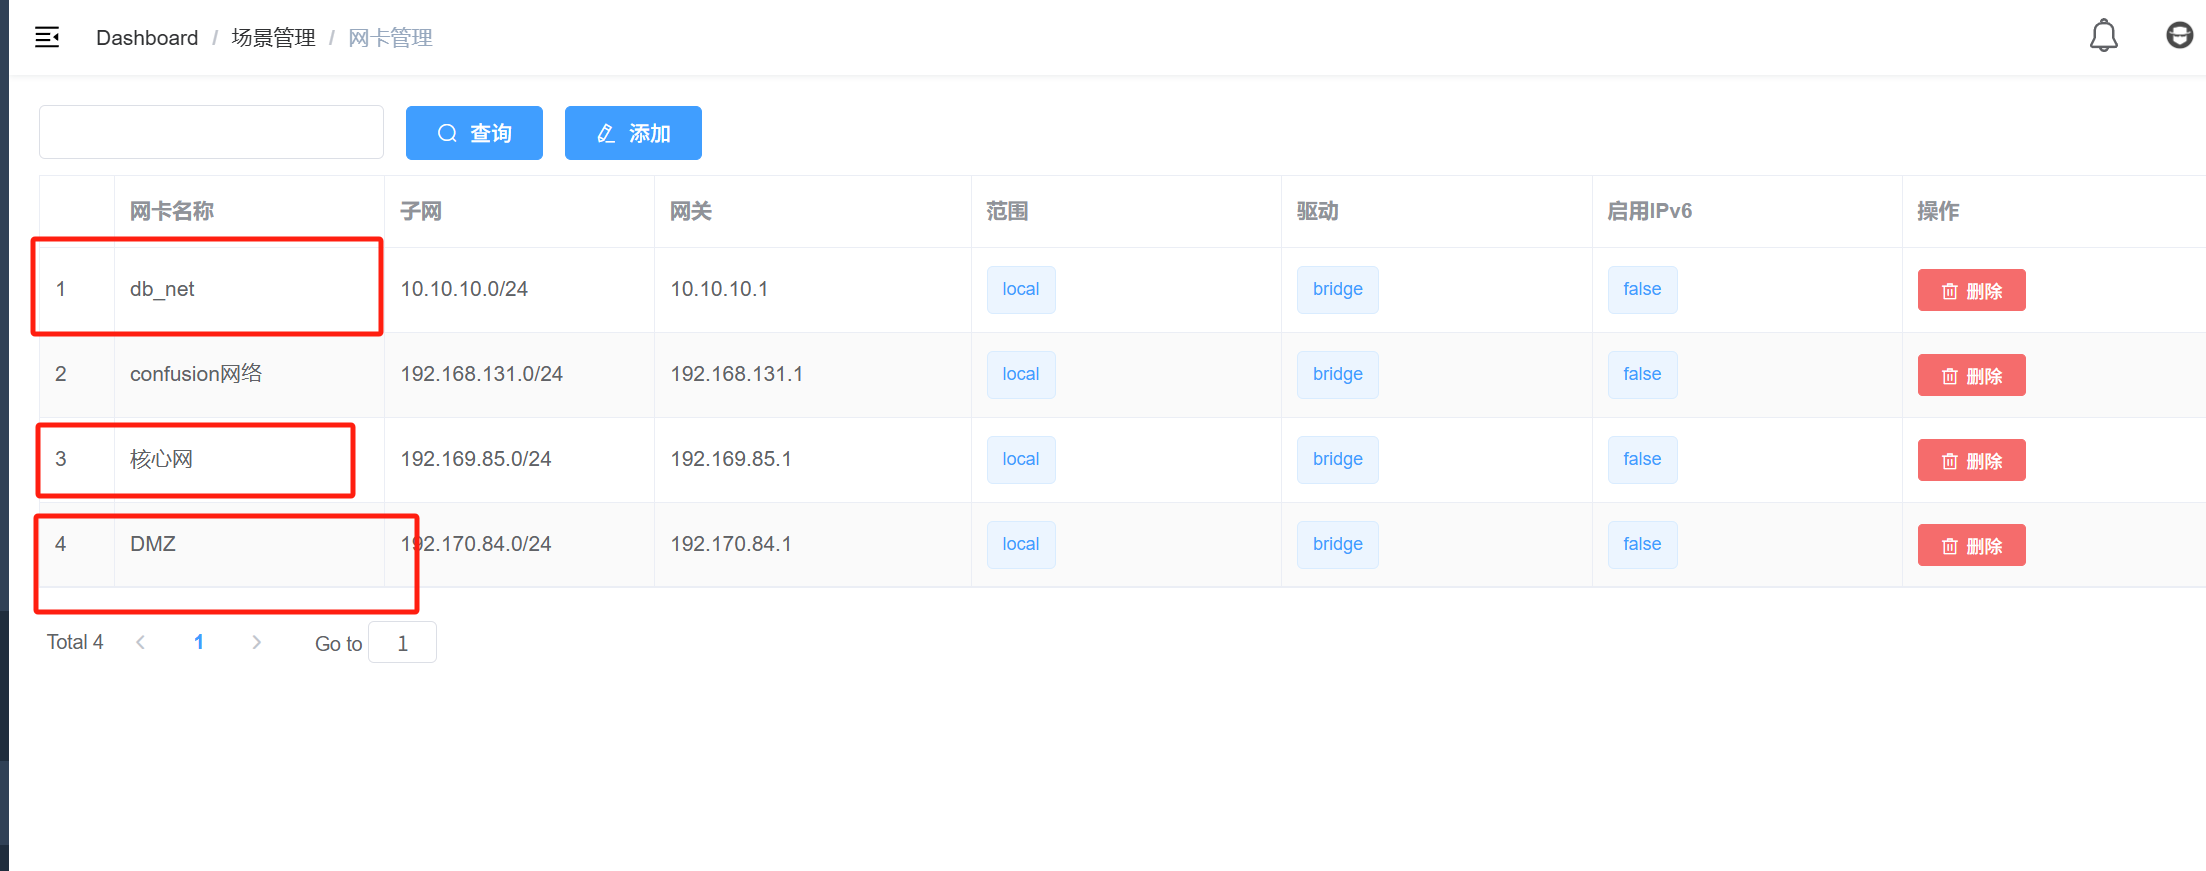 Dashboard / 场景管理 / 网卡管理
查询 添加
网卡名称 子网 网关 范围 驱动 启用IPv6 操作
1 db_net 10.10.10.0/24 10.10.10.1 local bridge false 删除
2 confusion网络 192.168.131.0/24 192.168.131.1 local bridge false 删除
3 核心网 192.169.85.0/24 192.169.85.1 local bridge false 删除
4 DMZ 192.170.84.0/24 192.170.84.1 local bridge false 删除
Total 4 1 Go to 1